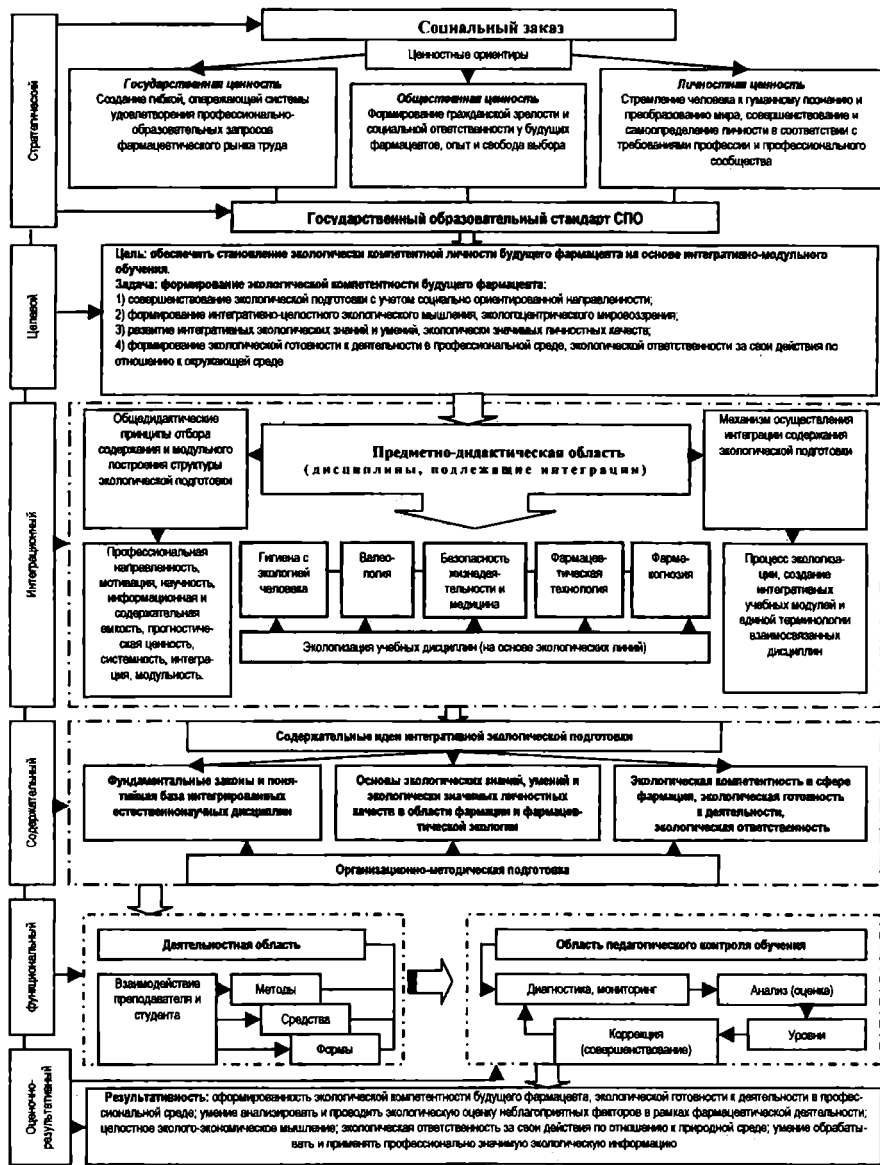 Социальный заказ
Ценностные ориентиры
Стратегический
Государственная ценность
Создание гибкой, опережающей системы
удовлетворения профессионально-
образовательных запросов
фармацевтического рынка труда
Общественная ценность
Формирование гражданской зрелости и
социальной ответственности у будущих
фармацевтов, опыт и свобода выбора
Личностная ценность
Стремление человека к гуманному познанию и
преобразованию мира, совершенствование и
самоопределение личности в соответствии с
требованиями профессии и профессионального
сообщества
Государственный образовательный стандарт СПО
Целевой
Цель: обеспечить становление экологически компетентной личности будущего фармацевта на основе интегративно-модульного
обучения.
Задача: формирование экологической компетентности будущего фармацевта:
1) совершенствование экологической подготовки с учетом социально ориентированной направленности;
2) формирование интегративно-целостного экологического мышления, экологоцентрического мировоззрения;
3) развитие интегративных экологических знаний и умений, экологически значимых личностных качеств;
4) формирование экологической готовности к деятельности в профессиональной среде, экологической ответственности за свои действия по
отношению к окружающей среде
Интеграционный
Общедидактические
принципы отбора
содержания и модульного
построения структуры
экологической подготовки
Предметно-дидактическая область
(дисциплины, подлежащие интеграции)
Механизм осуществления
интеграции содержания
экологической подготовки
Профессиональная
направленность,
мотивация, научность,
информационная и
содержательная
емкость, прогностичес-
кая ценность,
системность, интегра-
ция, модульность.
Гигиена с
экологией
человека
Валео-
логия
Безопасность
жизнедея-
тельности и
медицина
Фармацев-
тическая
технология
Фарма-
когнозия
Экологизация учебных дисциплин (на основе экологических линий)
Процесс экологиза-
ции, создание
интегративных
учебных модулей и
единой терминологии
взаимосвязанных
дисциплин
Содержательный
Содержательные идеи интегративной экологической подготовки
Фундаментальные законы и поня-
тийная база интегрированных
естественнонаучных дисциплин
Основы экологических знаний, умений и
экологически значимых личностных
качеств в области фармации и фармацев-
тической экологии
Экологическая компетентность в сфере
фармации, экологическая готовность
к деятельности,
экологическая ответственность
Организационно-методическая подготовка
функциональный
Деятельностная область
Взаимодействие
преподавателя и
студента
Методы
Средства
Формы
Область педагогического контроля обучения
Диагностика, мониторинг
Анализ (оценка)
Коррекция
(совершенствование)
Уровни
Оценочно-
результативный
Результативность: сформированность экологической компетентности будущего фармацевта, экологической готовности к деятельности в профес-
сиональной среде; умение анализировать и проводить экологическую оценку неблагоприятных факторов в рамках фармацевтической деятельности;
целостное эколого-экономическое мышление; экологическая ответственность за свои действия по отношению к природной среде; умение обрабаты-
вать и применять профессионально значимую экологическую информацию